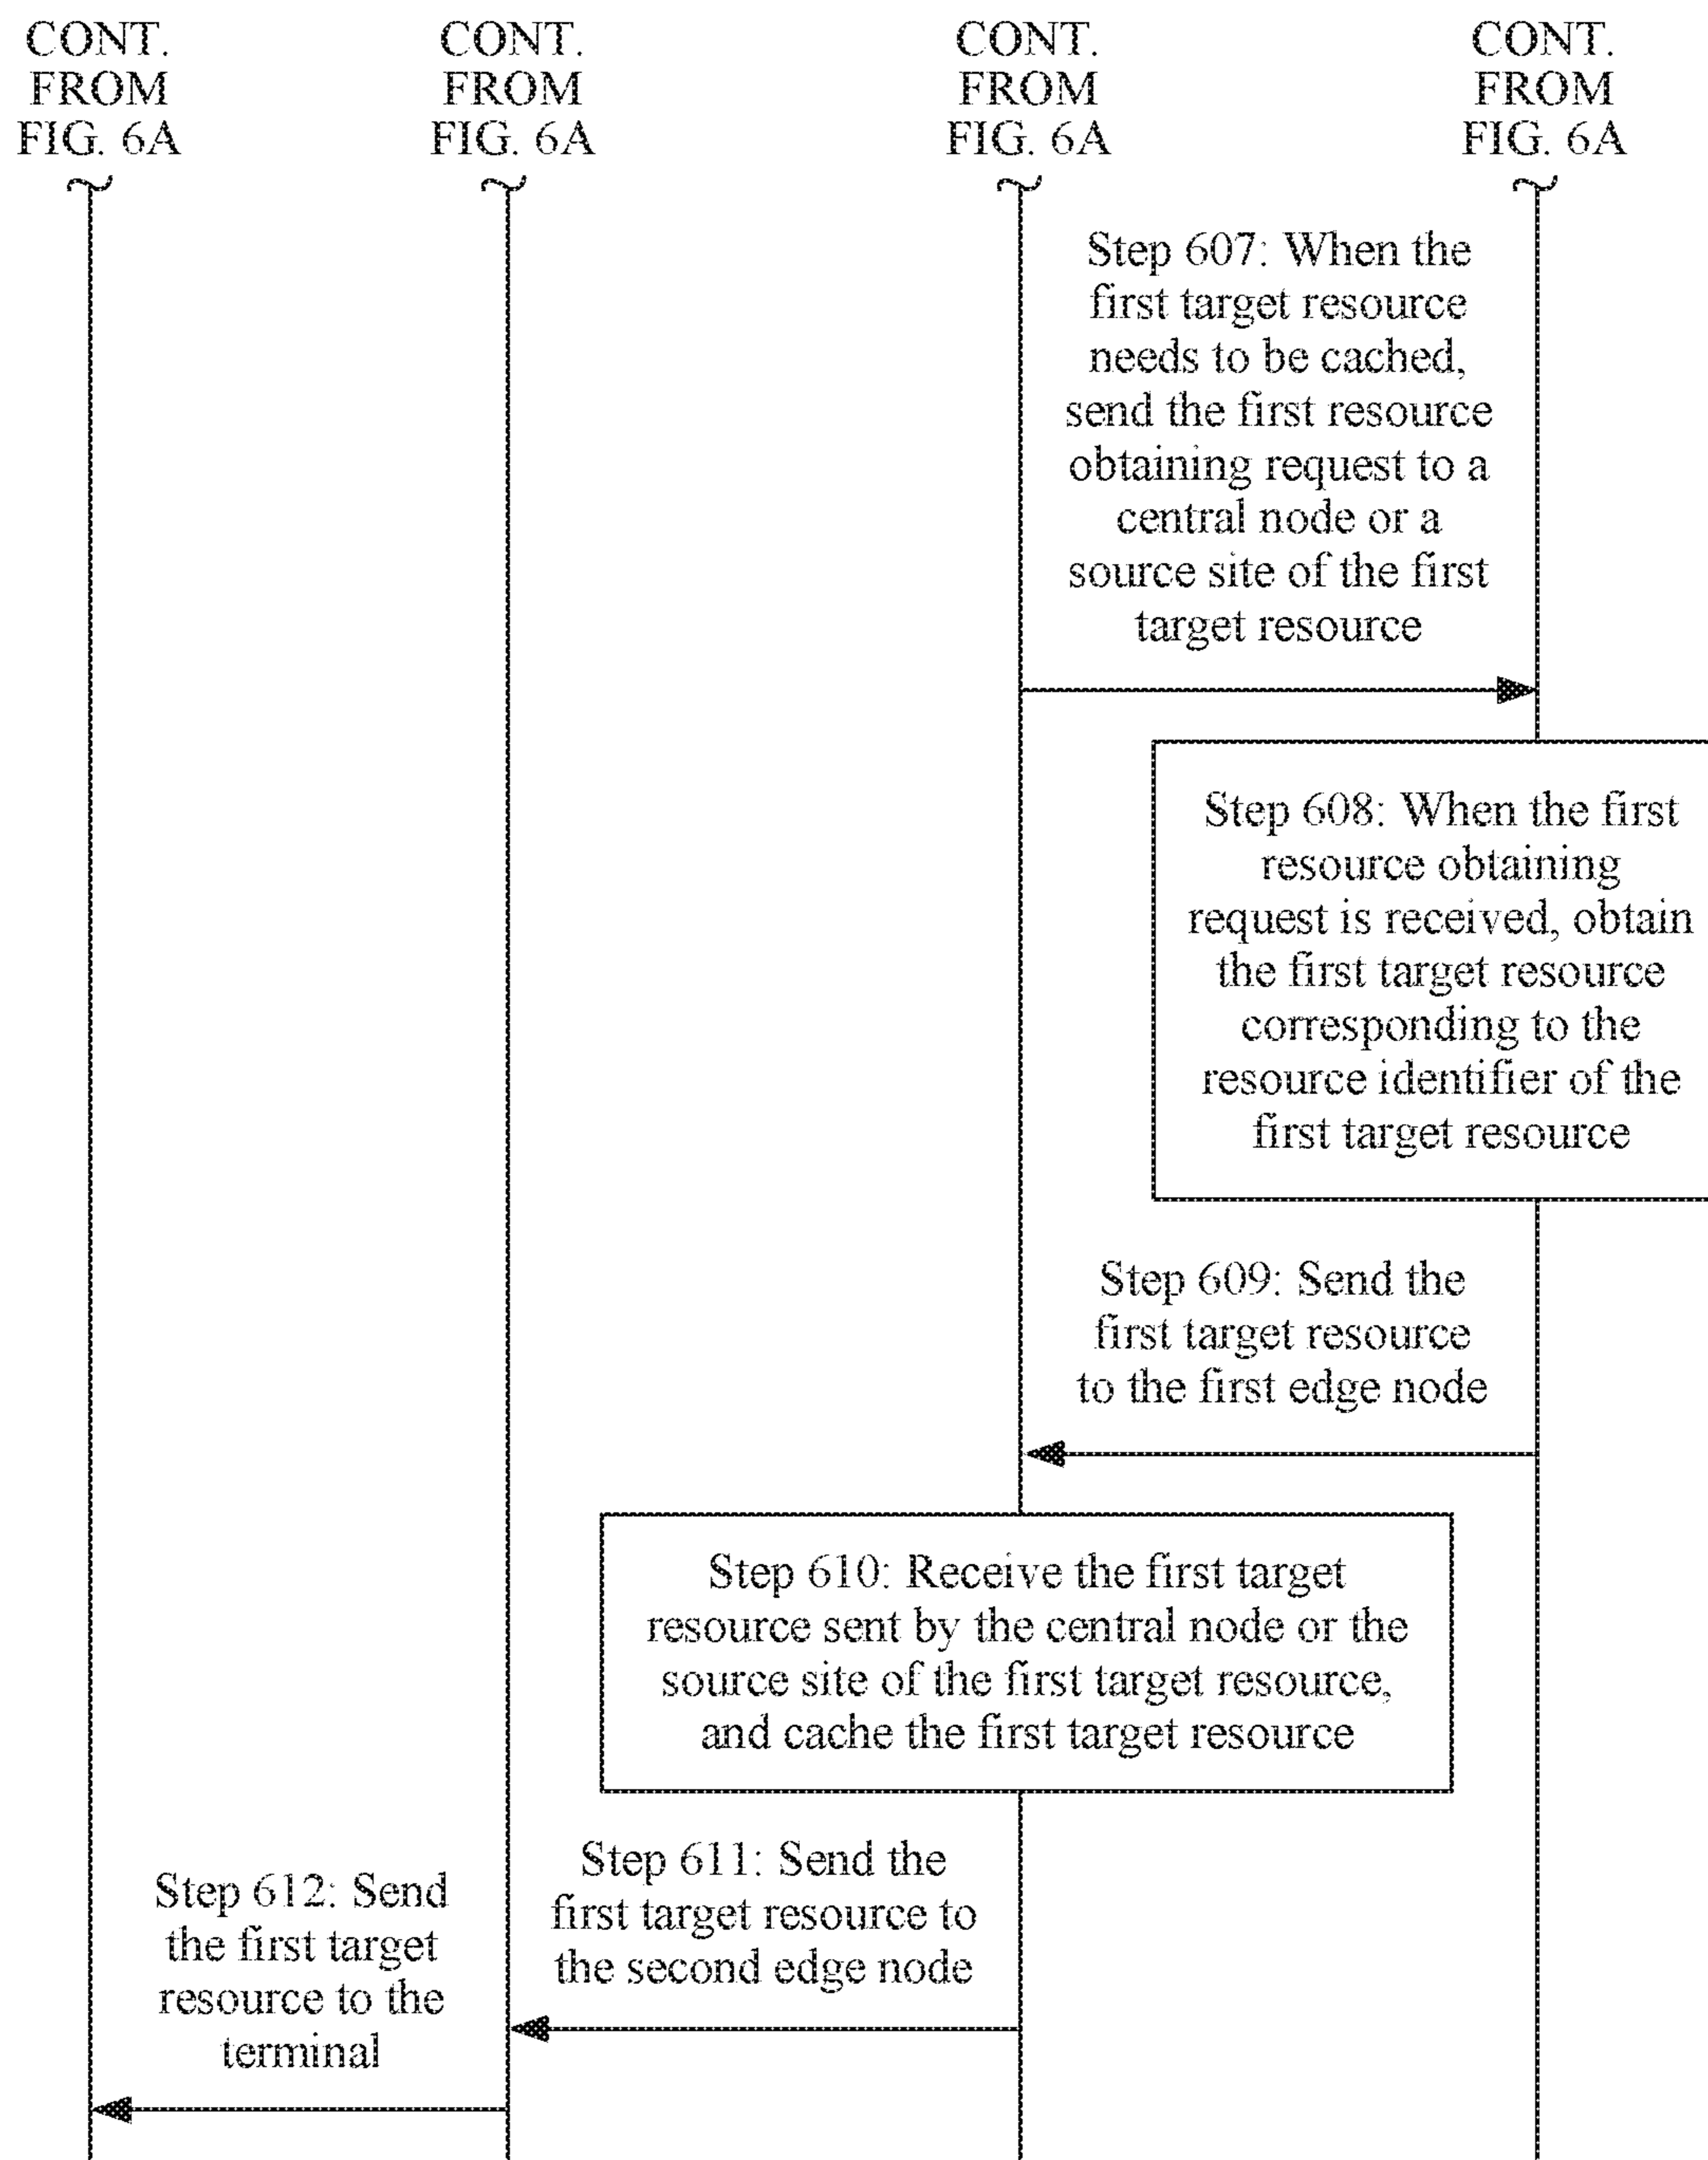 CONT.
FROM
FIG. 6A
CONT.
FROM
FIG. 6A
CONT.
FROM
FIG. 6A
CONT.
FROM
FIG. 6A
Step 607: When the
first target resource
needs to be cached,
send the first resource
obtaining request to a
central node or a
source site of the first
target resource
Step 608: When the first
resource obtaining
request is received, obtain
the first target resource
corresponding to the
resource identifier of the
first target resource
Step 609: Send the
first target resource
to the first edge node
Step 610: Receive the first target
resource sent by the central node or the
source site of the first target resource,
and cache the first target resource
Step 611: Send the
first target resource to
the second edge node
Step 612: Send
the first target
resource to the
terminal